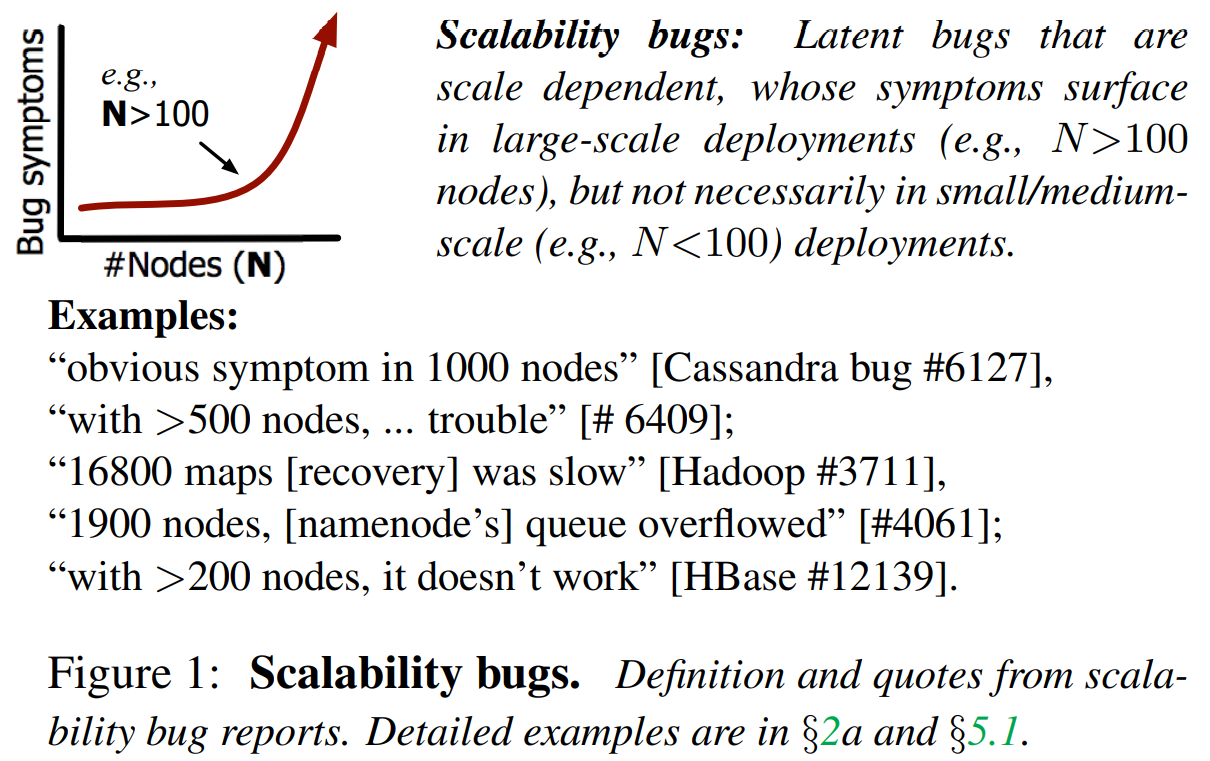 Bug symptoms
e.g.,
N>100
#Nodes (N)
Scalability bugs: Latent bugs that are
scale dependent, whose symptoms surface
in large-scale deployments (e.g., N>100
nodes), but not necessarily in small/medium-
scale (e.g., N<100) deployments.
Examples:
“obvious symptom in 1000 nodes” [Cassandra bug #6127],
“with >500 nodes, ... trouble” [# 6409];
“16800 maps [recovery] was slow” [Hadoop #3711],
“1900 nodes, [namenode’s] queue overflowed” [#4061];
“with >200 nodes, it doesn’t work” [HBase #12139].
Figure 1: Scalability bugs. Definition and quotes from scala-
bility bug reports. Detailed examples are in §2a and §5.1.